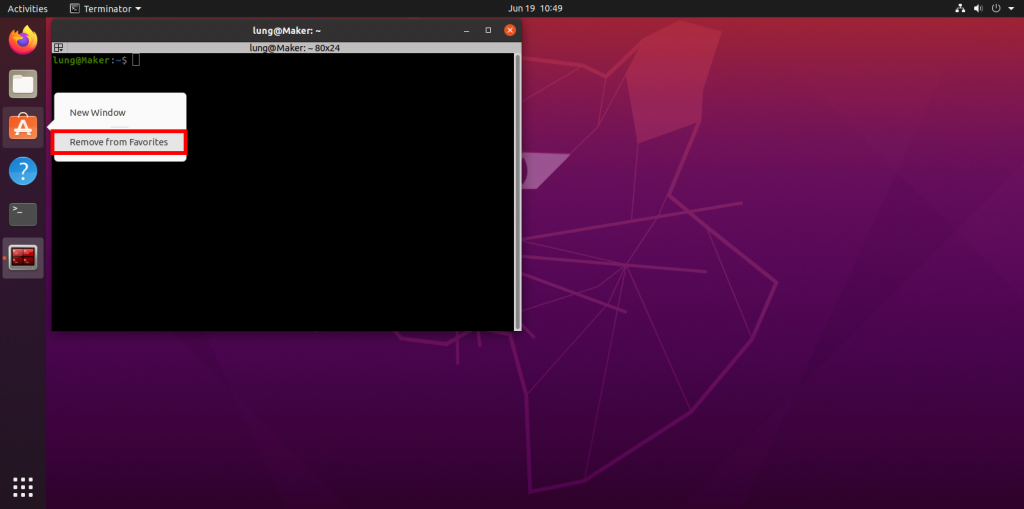 Activities
Terminator
Jun 19 10:49
lung@Maker: ~
lung@Maker: ~ 80x24
lung@Maker:~$
New Window
Remove from Favorites
?
>_